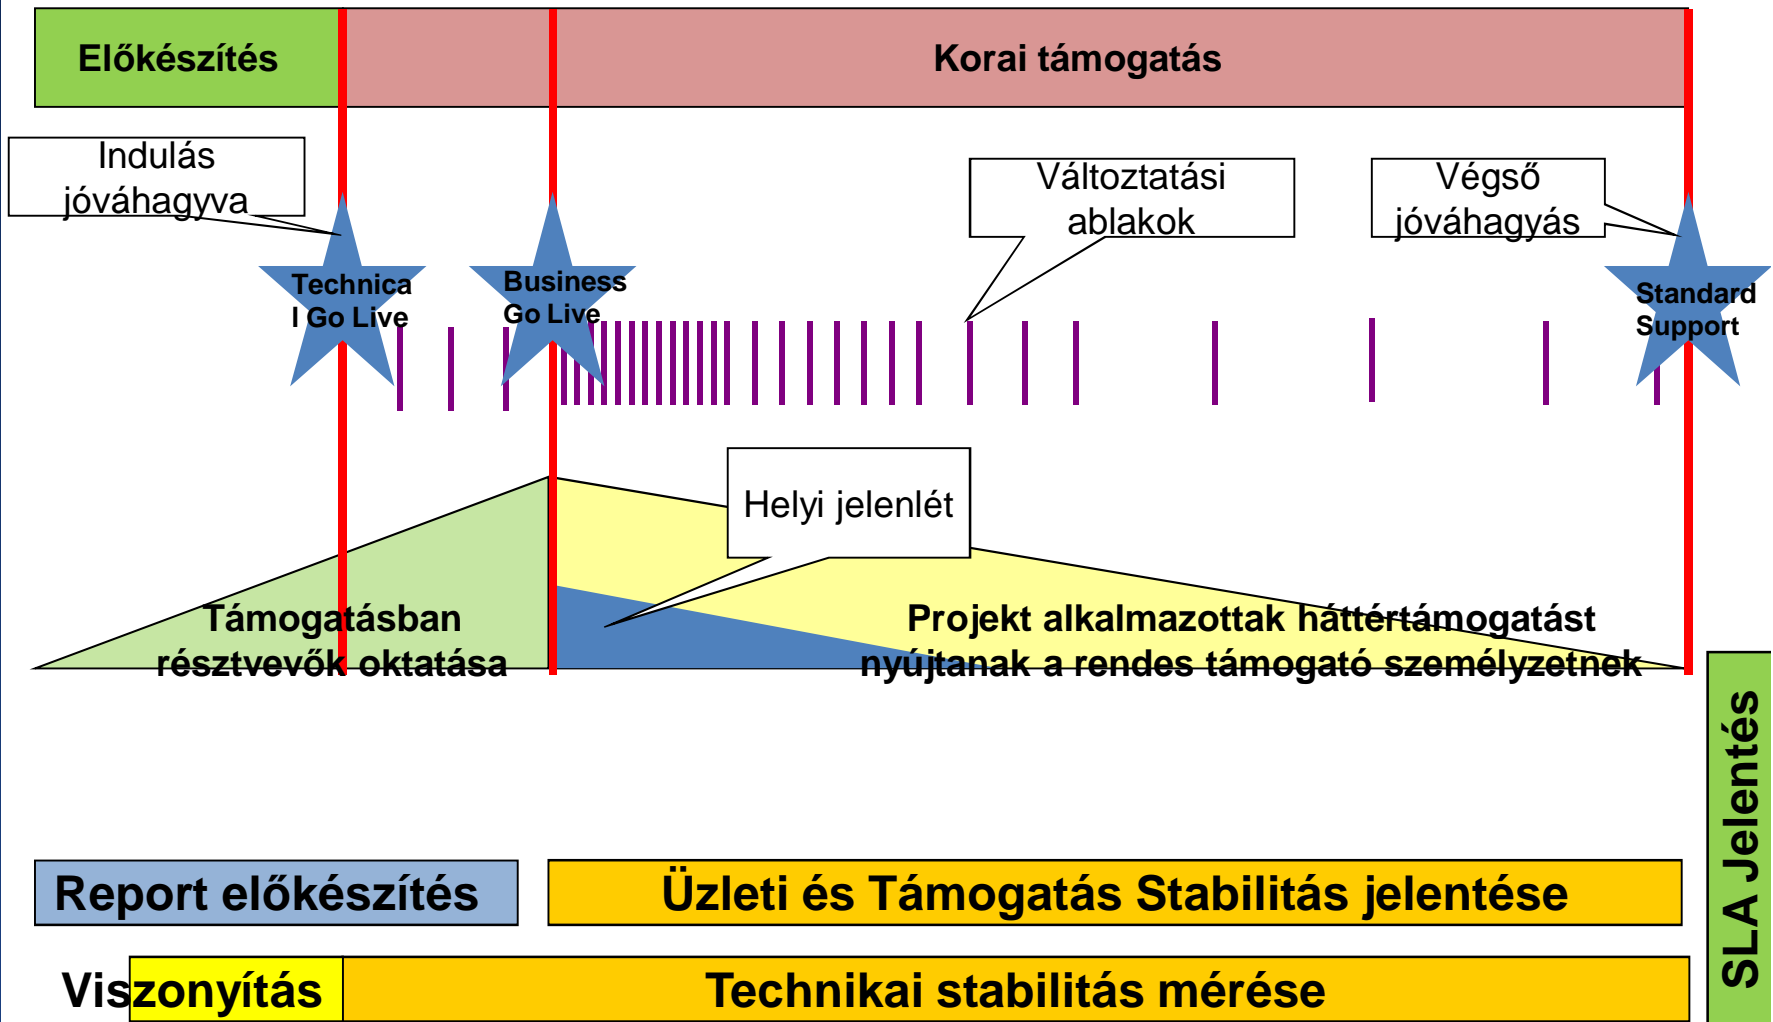 Előkészítés
Korai támogatás
Indulás
jóváhagyva
Változtatási
ablakok
Végső
jóváhagyás
Technica
l Go Live
Business
Go Live
Standard
Support
Helyi jelenlét
Támogatásban
résztvevők oktatása
Projekt alkalmazottak háttértámogatást
nyújtanak a rendes támogató személyzetnek
SLA Jelentés
Report előkészítés
Üzleti és Támogatás Stabilitás jelentése
Viszonyítás
Technikai stabilitás mérése